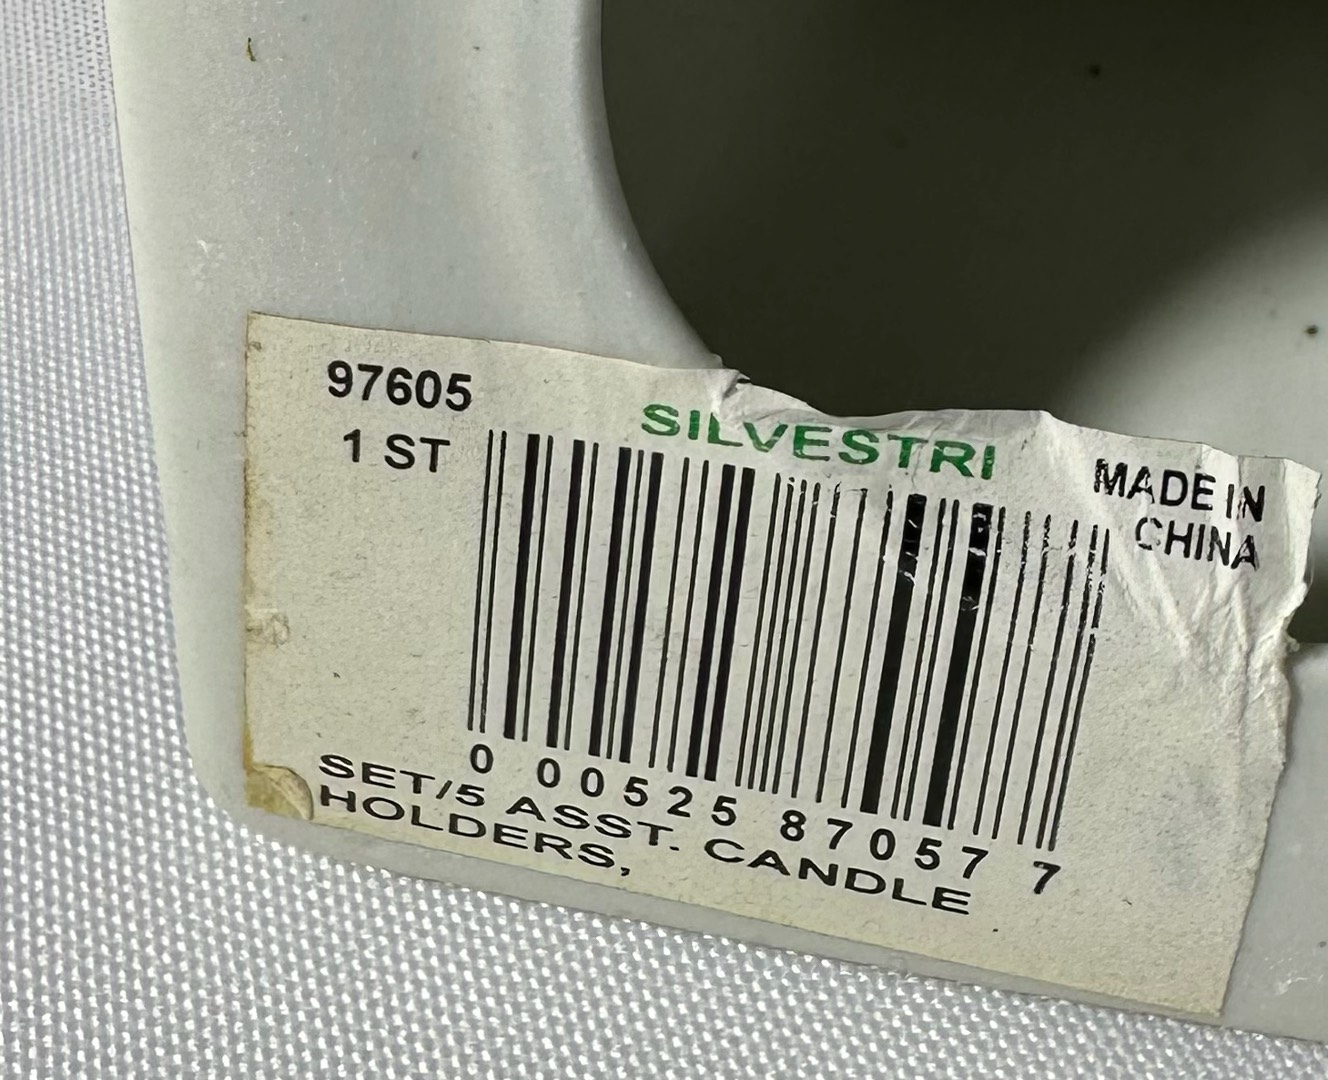 97605
SILVESTRI
1 ST
MADE IN
CHINA
0 00525 87057 7
SET/5 ASST. CANDLE
HOLDERS,